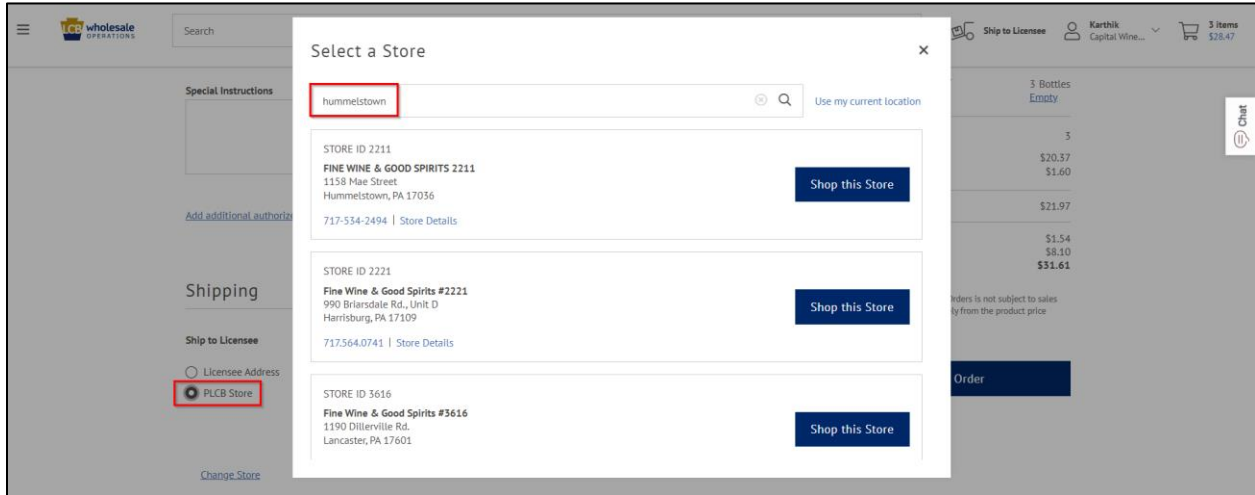 LCB wholesale
OPERATIONS
Search
Ship to Licensee
Karthik
Capital Wine...
3 items
$28.47
Select a Store
hummelstown
Use my current location
STORE ID 2211
FINE WINE & GOOD SPIRITS 2211
1158 Mae Street
Hummelstown, PA 17036
717-534-2494 | Store Details
Shop this Store
STORE ID 2221
Fine Wine & Good Spirits #2221
990 Briarsdale Rd., Unit D
Harrisburg, PA 17109
717.564.0741 | Store Details
Shop this Store
STORE ID 3616
Fine Wine & Good Spirits #3616
1190 Dillerville Rd.
Lancaster, PA 17601
Shop this Store
Special Instructions
Add additional authoriz
Shipping
Ship to Licensee
Licensee Address
PLCB Store
Change Store
3 Bottles
Empty
3
$20.37
$1.60
$21.97
$1.54
$8.10
$31.61
rders is not subject to sales
ly from the product price
Order
Chat